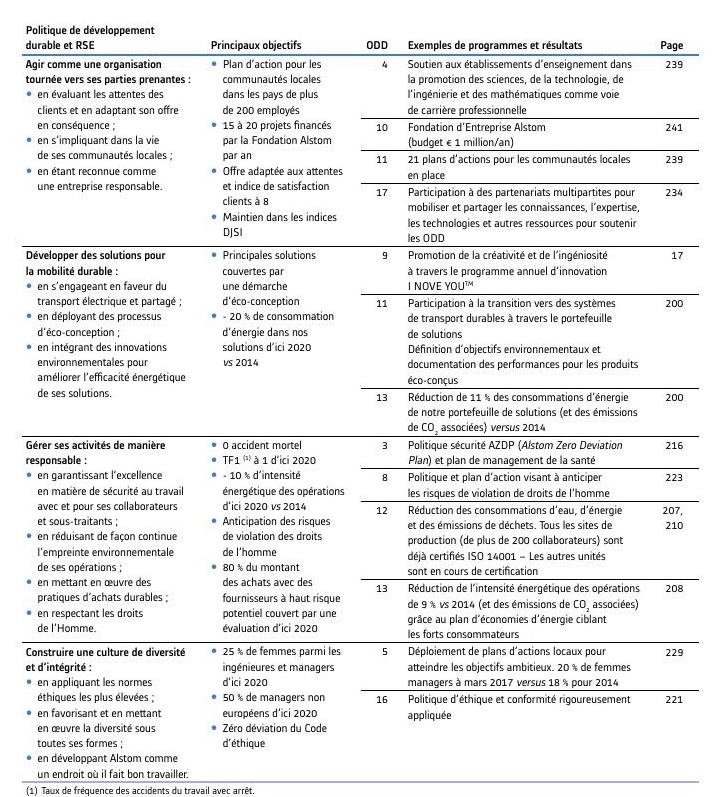 Politique de développement
durable et RSE
Principaux objectifs
ODD
Exemples de programmes et résultats
Page
Agir comme une organisation
tournée vers ses parties prenantes :
• en évaluant les attentes des
clients et en adaptant son offre
en conséquence ;
• en s'impliquant dans la vie
de ses communautés locales ;
• en étant reconnue comme
une entreprise responsable.
• Plan d'action pour les
communautés locales
dans les pays de plus
de 200 employés
• 15 à 20 projets financés
par la Fondation Alstom
par an
• Offre adaptée aux attentes
et indice de satisfaction
clients à 8
• Maintien dans les indices
DJSI
4
Soutien aux établissements d'enseignement dans
la promotion des sciences, de la technologie, de
l'ingénierie et des mathématiques comme voie
de carrière professionnelle
239
10
Fondation d'Entreprise Alstom
(budget € 1 million/an)
241
11
21 plans d'actions pour les communautés locales
en place
239
17
Participation à des partenariats multipartites pour
mobiliser et partager les connaissances, l'expertise,
les technologies et autres ressources pour soutenir
les ODD
234
Développer des solutions pour
la mobilité durable :
• en s'engageant en faveur du
transport électrique et partagé ;
• en déployant des processus
d'éco-conception ;
• en intégrant des innovations
environnementales pour
améliorer l'efficacité énergétique
de ses solutions.
• Principales solutions
couvertes par
une démarche
d'éco-conception
• - 20 % de consommation
d'énergie dans nos
solutions d'ici 2020
vs 2014
9
Promotion de la créativité et de l'ingéniosité
à travers le programme annuel d'innovation
I NOVE YOU™
17
11
Participation à la transition vers des systèmes
de transport durables à travers le portefeuille
de solutions
Définition d'objectifs environnementaux et
documentation des performances pour les produits
éco-conçus
200
13
Réduction de 11 % des consommations d'énergie
de notre portefeuille de solutions (et des émissions
de CO₂ associées) versus 2014
200
Gérer ses activités de manière
responsable :
• en garantissant l'excellence
en matière de sécurité au travail
avec et pour ses collaborateurs
et sous-traitants ;
• en réduisant de façon continue
l'empreinte environnementale
de ses opérations ;
• en mettant en œuvre des
pratiques d'achats durables ;
• en respectant les droits
de l'Homme.
• 0 accident mortel
• TF1 (1) à 1 d'ici 2020
• - 10 % d'intensité
énergétique des opérations
d'ici 2020 vs 2014
• Anticipation des risques
de violation des droits
de l'homme
• 80 % du montant
des achats avec des
fournisseurs à haut risque
potentiel couvert par une
évaluation d'ici 2020
3
Politique sécurité AZDP (Alstom Zero Deviation
Plan) et plan de management de la santé
216
8
Politique et plan d'action visant à anticiper
les risques de violation de droits de l'homme
223
12
Réduction des consommations d'eau, d'énergie
et des émissions de déchets. Tous les sites de
production (de plus de 200 collaborateurs) sont
déjà certifiés ISO 14001 – Les autres unités
sont en cours de certification
207,
210
13
Réduction de l'intensité énergétique des opérations
de 9 % vs 2014 (et des émissions de CO₂ associées)
grâce au plan d'économies d'énergie ciblant
les forts consommateurs
208
Construire une culture de diversité
et d'intégrité :
• en appliquant les normes
éthiques les plus élevées ;
• en favorisant et en mettant
en œuvre la diversité sous
toutes ses formes ;
• en développant Alstom comme
un endroit où il fait bon travailler.
• 25 % de femmes parmi les
ingénieures et managers
d'ici 2020
• 50 % de managers non
européens d'ici 2020
• Zéro déviation du Code
d'éthique
5
Déploiement de plans d'actions locaux pour
atteindre les objectifs ambitieux. 20 % de femmes
managers à mars 2017 versus 18 % pour 2014
229
16
Politique d'éthique et conformité rigoureusement
appliquée
221
(1) Taux de fréquence des accidents du travail avec arrêt.